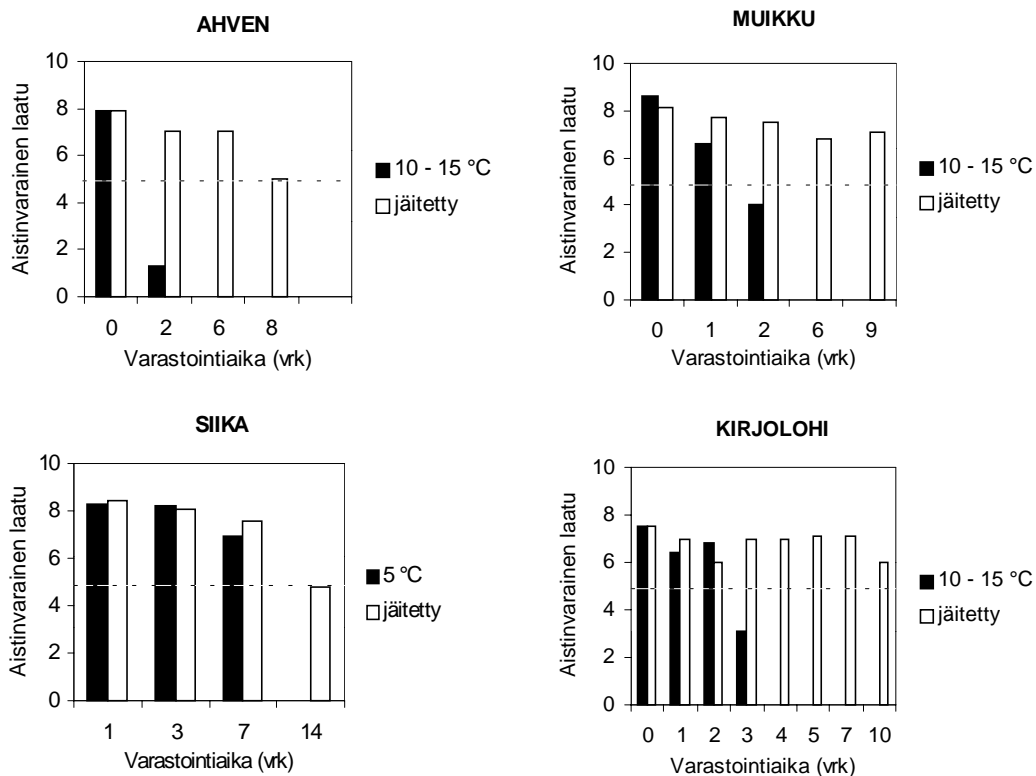 AHVEN
Aistinvarainen laatu
10
8
6
4
2
0
0 2 6 8
Varastointiaika (vrk)
10 - 15 °C
jäitetty
MUIKKU
Aistinvarainen laatu
10
8
6
4
2
0
0 1 2 6 9
Varastointiaika (vrk)
10 - 15 °C
jäitetty
SIIKA
Aistinvarainen laatu
10
8
6
4
2
0
1 3 7 14
Varastointiaika (vrk)
5 °C
jäitetty
KIRJOLOHI
Aistinvarainen laatu
10
8
6
4
2
0
0 1 2 3 4 5 7 10
Varastointiaika (vrk)
10 - 15 °C
jäitetty